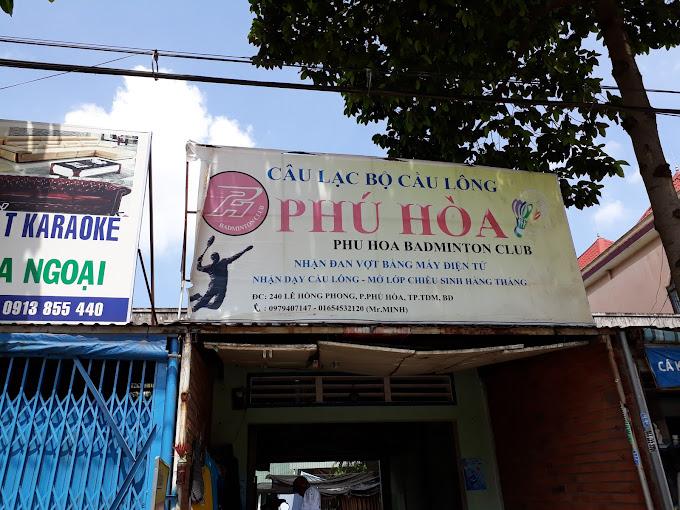 T KARAOKE
A NGOẠI
0913 855 440
CÂU LẠC BỘ CẦU LÔNG
PHÚ HÒA
PHU HOA BADMINTON CLUB
NHẬN ĐAN VỢT BẰNG MÁY ĐIỆN TỬ
NHẬN DẠY CẦU LÔNG - MỞ LỚP CHIÊU SINH HÀNG THÁNG
ĐC: 240 LÊ HỒNG PHONG, P.PHÚ HÒA, TP.TDM, BD
: 0979407147 - 01654532120 (Mr.MINH)
PH
BADMINTON CLUB